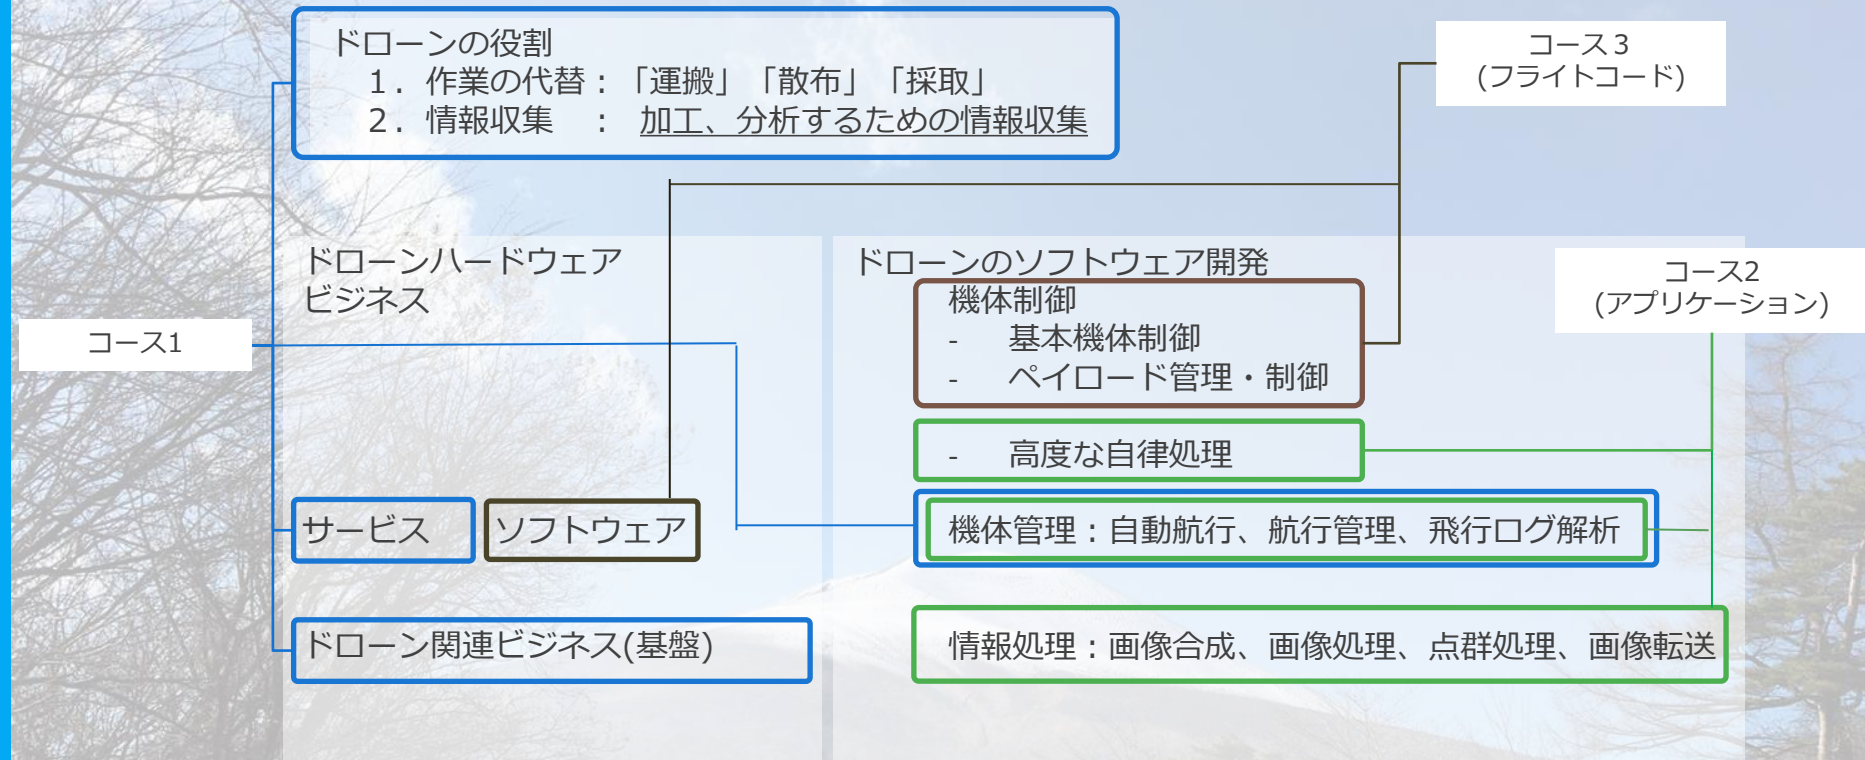 ドローンの役割
1. 作業の代替:「運搬」「散布」「採取」
2. 情報収集 : 加工、分析するための情報収集
コース3
(フライトコード)
ドローンハードウェア
ビジネス
ドローンのソフトウェア開発
機体制御
- 基本機体制御
- ペイロード管理・制御
コース2
(アプリケーション)
コース1
- 高度な自律処理
サービス
ソフトウェア
機体管理:自動航行、航行管理、飛行ログ解析
ドローン関連ビジネス(基盤)
情報処理:画像合成、画像処理、点群処理、画像転送